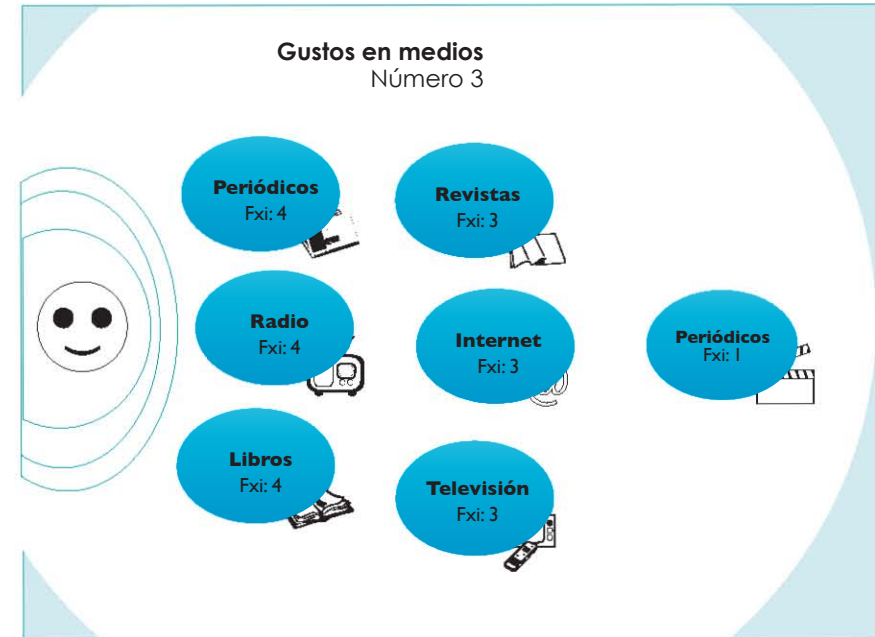 Gustos en medios
Número 3
Periódicos
Fxi: 4
Revistas
Fxi: 3
Radio
Fxi: 4
Internet
Fxi: 3
Periódicos
Fxi: 1
Libros
Fxi: 4
Televisión
Fxi: 3
@